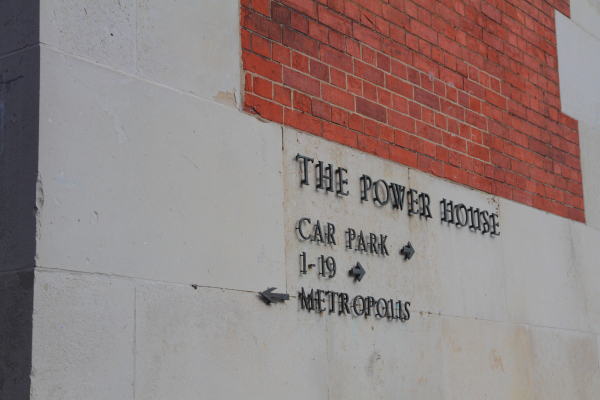 THE POWER HOUSE
CAR PARK →
1-19 →
← METROPOLIS